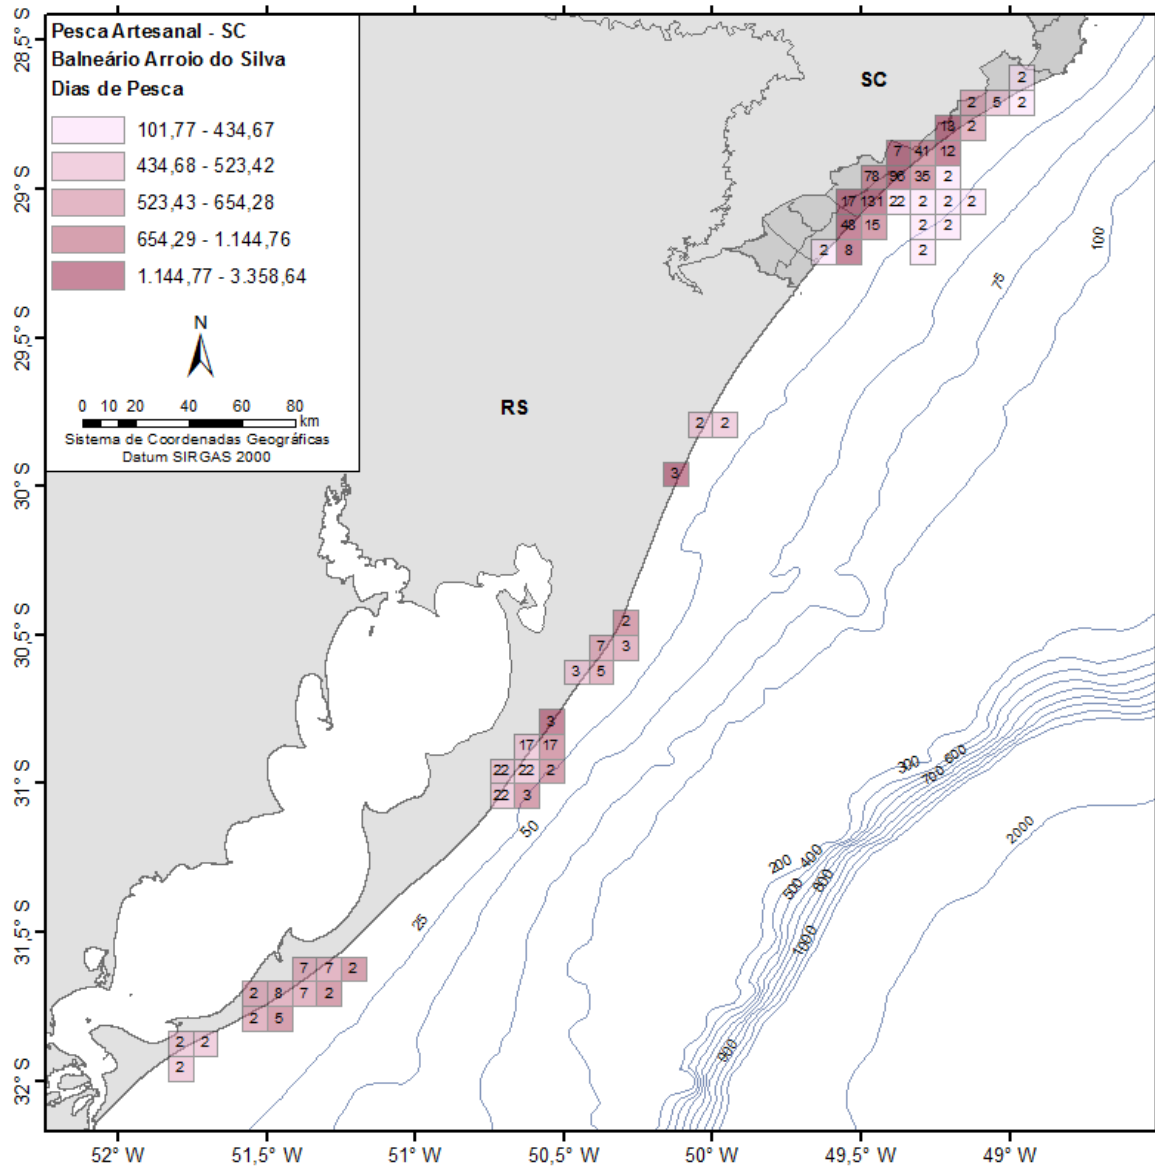 Pesca Artesanal - SC
Balneário Arroio do Silva
Dias de Pesca
101,77 - 434,67
434,68 - 523,42
523,43 - 654,28
654,29 - 1.144,76
1.144,77 - 3.358,64
N
0 10 20 40 60 80
km
Sistema de Coordenadas Geográficas
Datum SIRGAS 2000
SC
RS
28,5° S
29° S
29,5° S
30° S
30,5° S
31° S
31,5° S
32° S
2
2 5 2
13 2
7 41 12
78 96 35 2
17 131 22 2 2 2
48 15 2 2
2 8 2
2 2
3
2
7 3
3 5
3
17 17
22 22 2
22 3
7 7 2
2 8 7 2
2 5
2 2
2
100
75
50
25
300
600
700
200
400
500
800
1000
900
2000
52° W 51,5° W 51° W 50,5° W 50° W 49,5° W 49° W